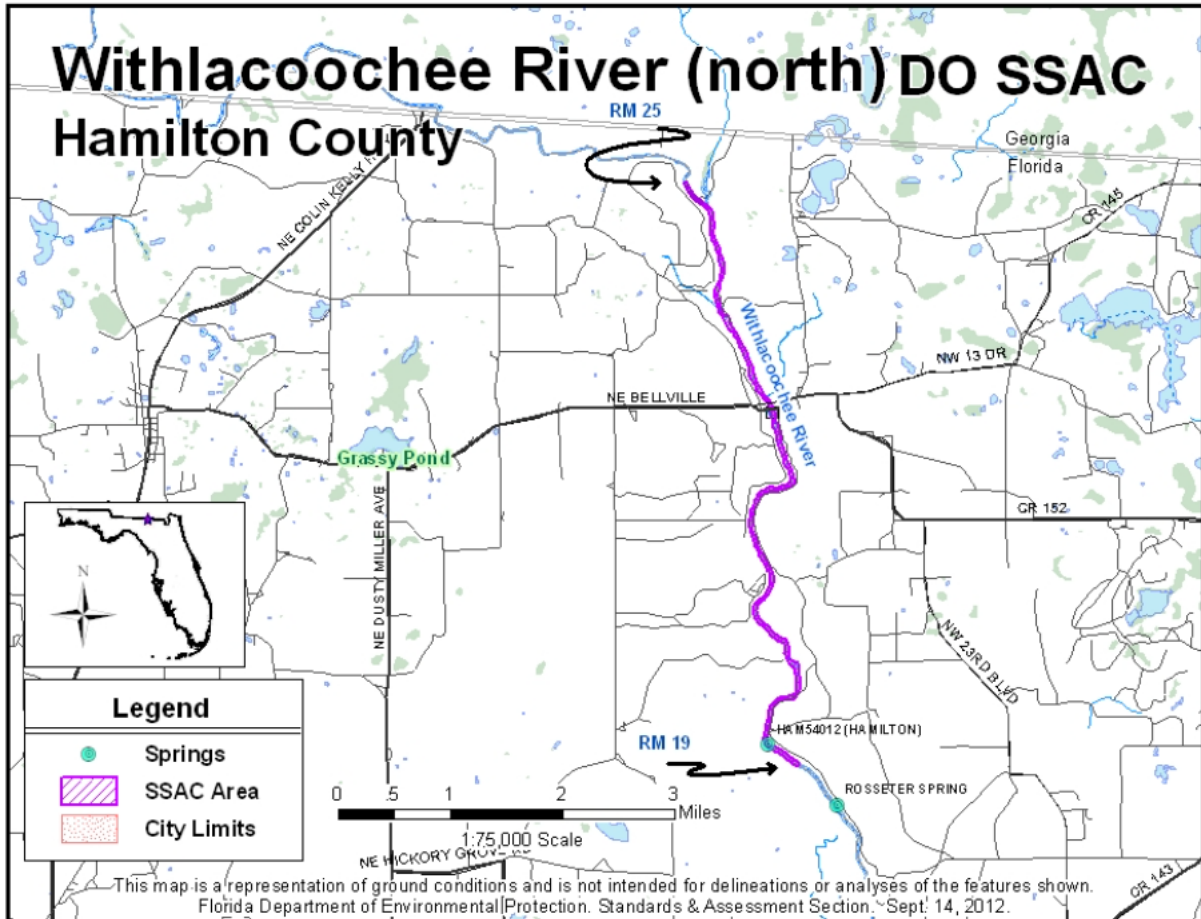 Withlacoochee River (north) DO SSAC
Hamilton County
RM 25
Georgia
Florida
NE COLIN KELLY
CR 145
Withlacoochee River
NW 13 DR
NE BELLVILLE
Grassy Pond
CR 152
NE DUSTY MILLER AVE
N
NW 23RD BLVD
Legend
Springs
SSAC Area
City Limits
HAM54012 (HAMILTON)
RM 19
ROSSETER SPRING
0 .5 1 2 3
Miles
1:75,000 Scale
NE HICKORY GROVE RD
CR 143
This map is a representation of ground conditions and is not intended for delineations or analyses of the features shown.
Florida Department of Environmental Protection. Standards & Assessment Section. Sept. 14, 2012.